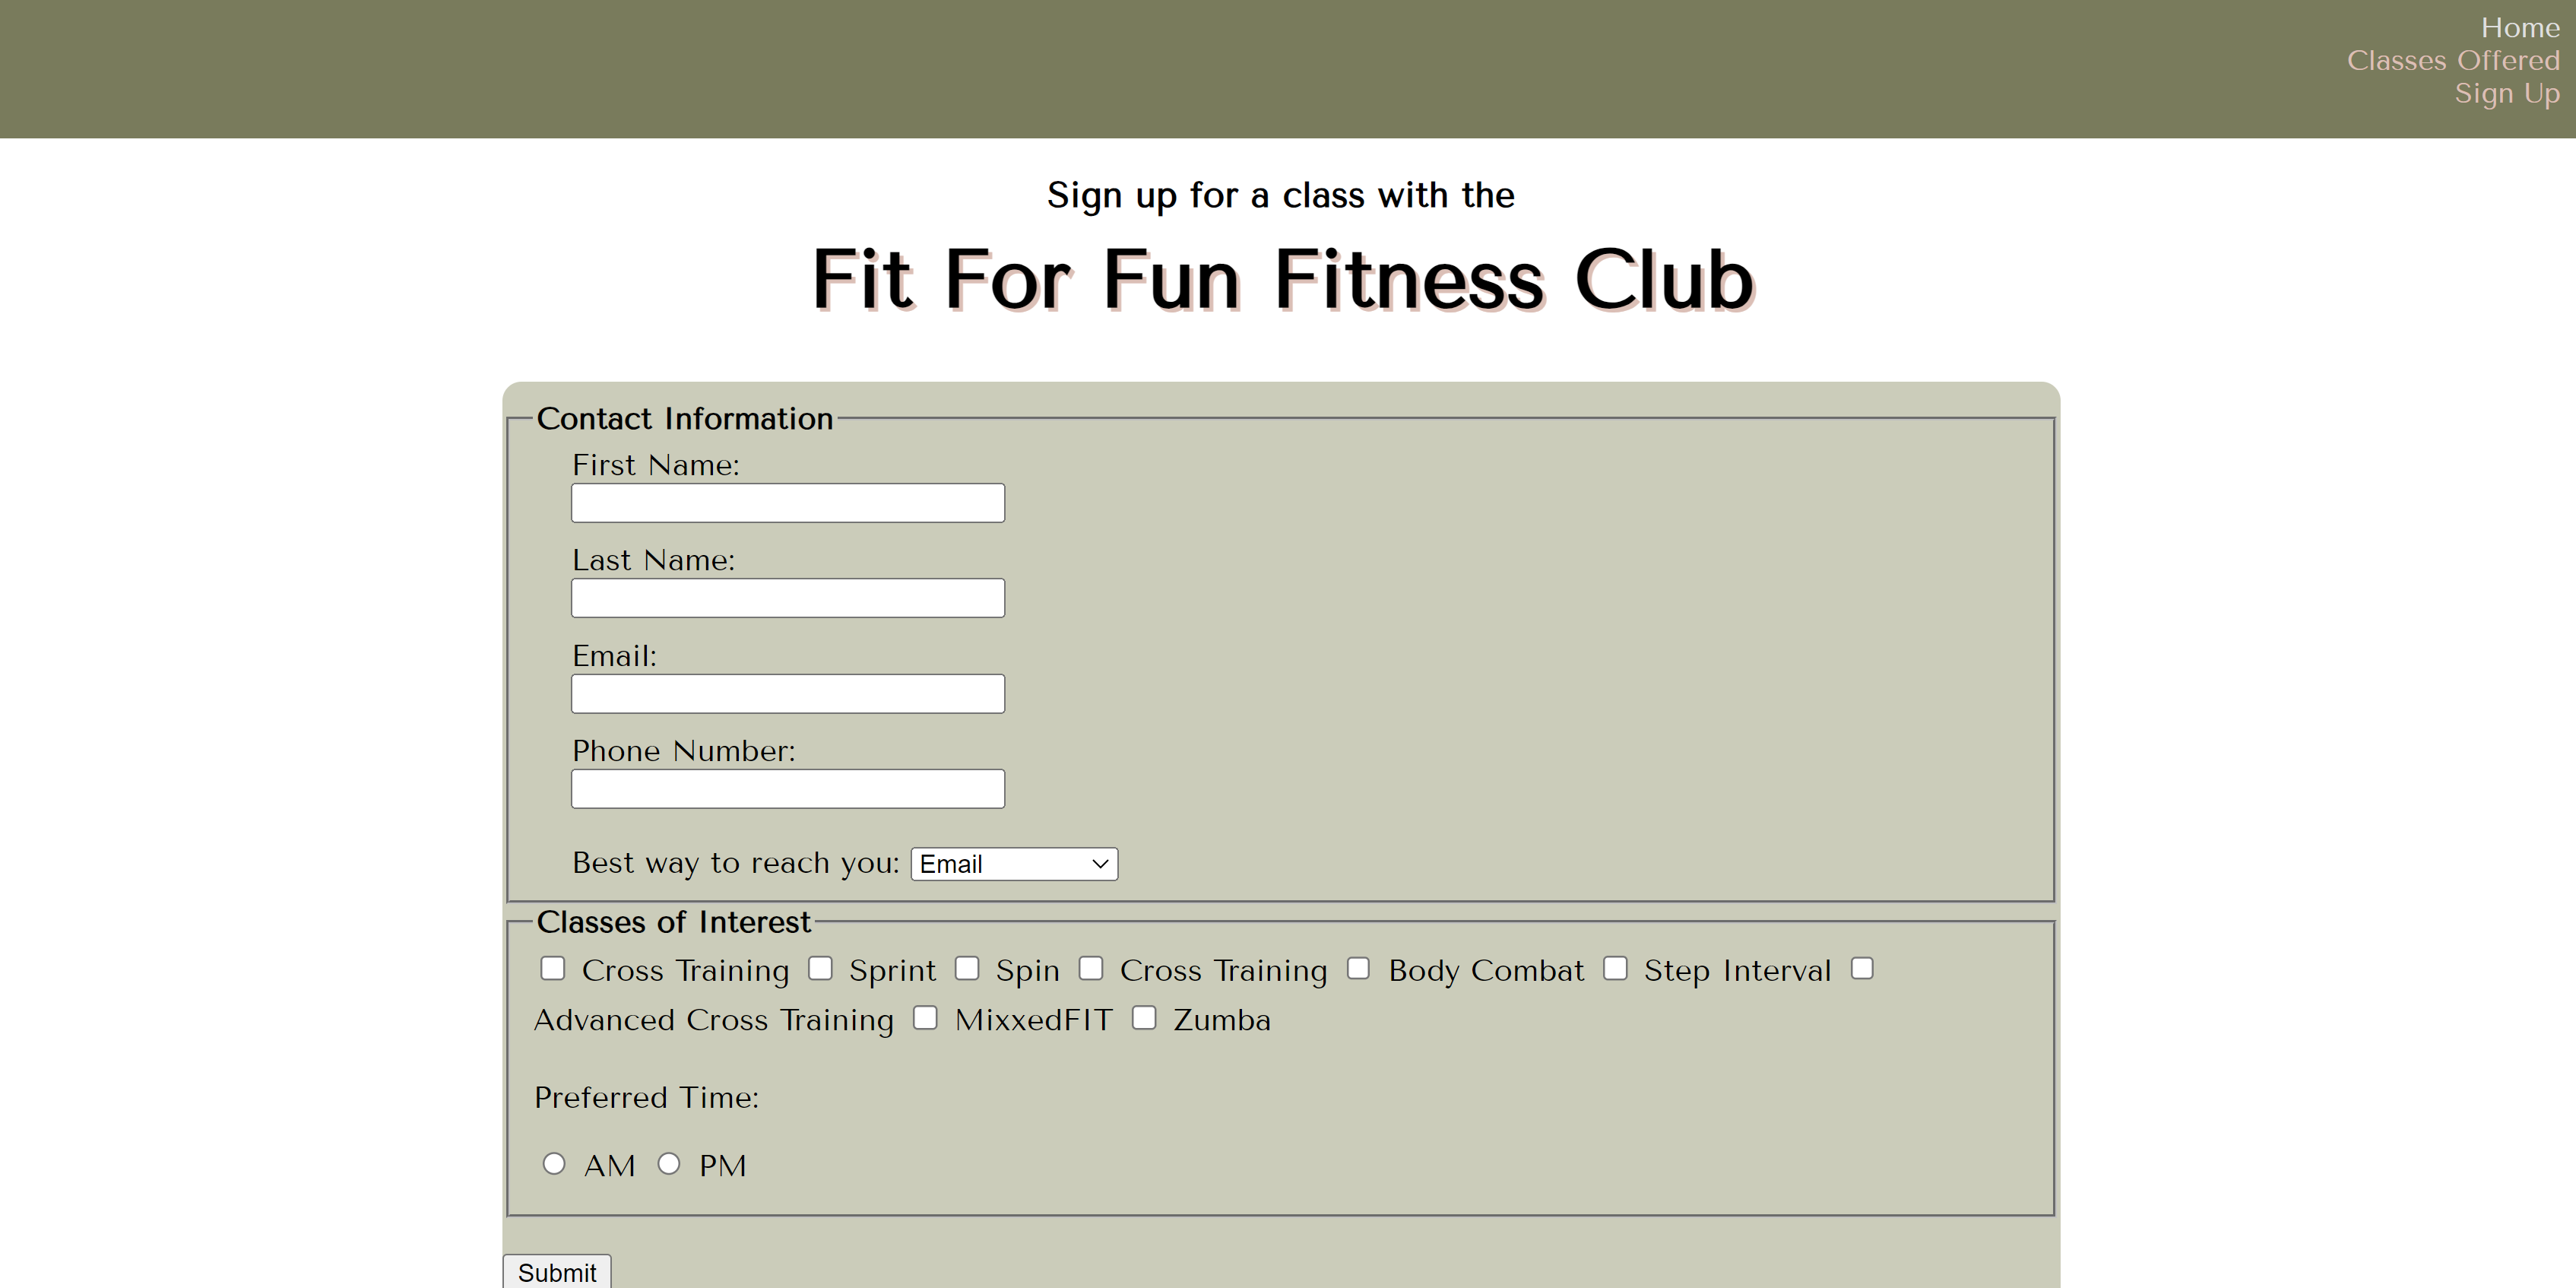 Home
Classes Offered
Sign Up
Sign up for a class with the
Fit For Fun Fitness Club
Contact Information
First Name:
Last Name:
Email:
Phone Number:
Best way to reach you: Email
Classes of Interest
Cross Training Sprint Spin Cross Training Body Combat Step Interval
Advanced Cross Training MixxedFIT Zumba
Preferred Time:
AM PM
Submit